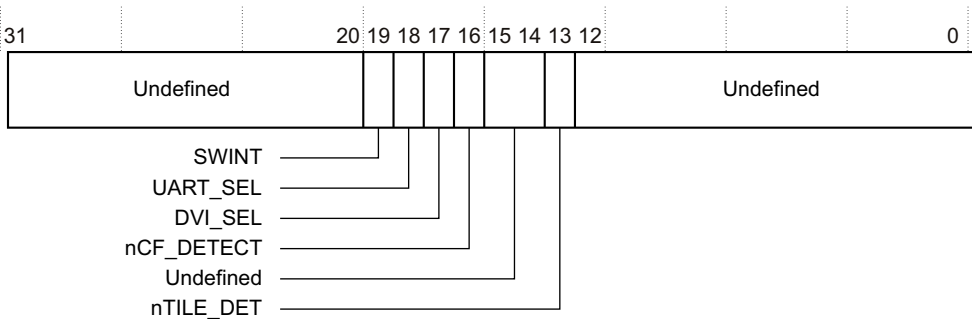 31 20 19 18 17 16 15 14 13 12 0
Undefined Undefined
SWINT
UART_SEL
DVI_SEL
nCF_DETECT
Undefined
nTILE_DET